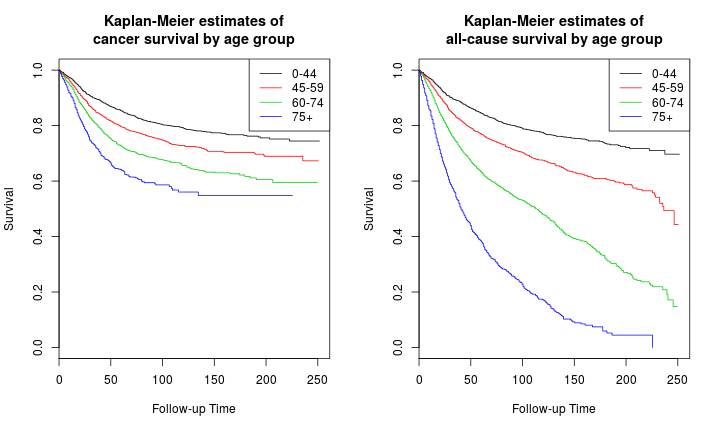 Kaplan-Meier estimates of
cancer survival by age group
0-44
45-59
60-74
75+
Survival
0.0
0.2
0.4
0.6
0.8
1.0
0 50 100 150 200 250
Follow-up Time
Kaplan-Meier estimates of
all-cause survival by age group
0-44
45-59
60-74
75+
Survival
0.0
0.2
0.4
0.6
0.8
1.0
0 50 100 150 200 250
Follow-up Time